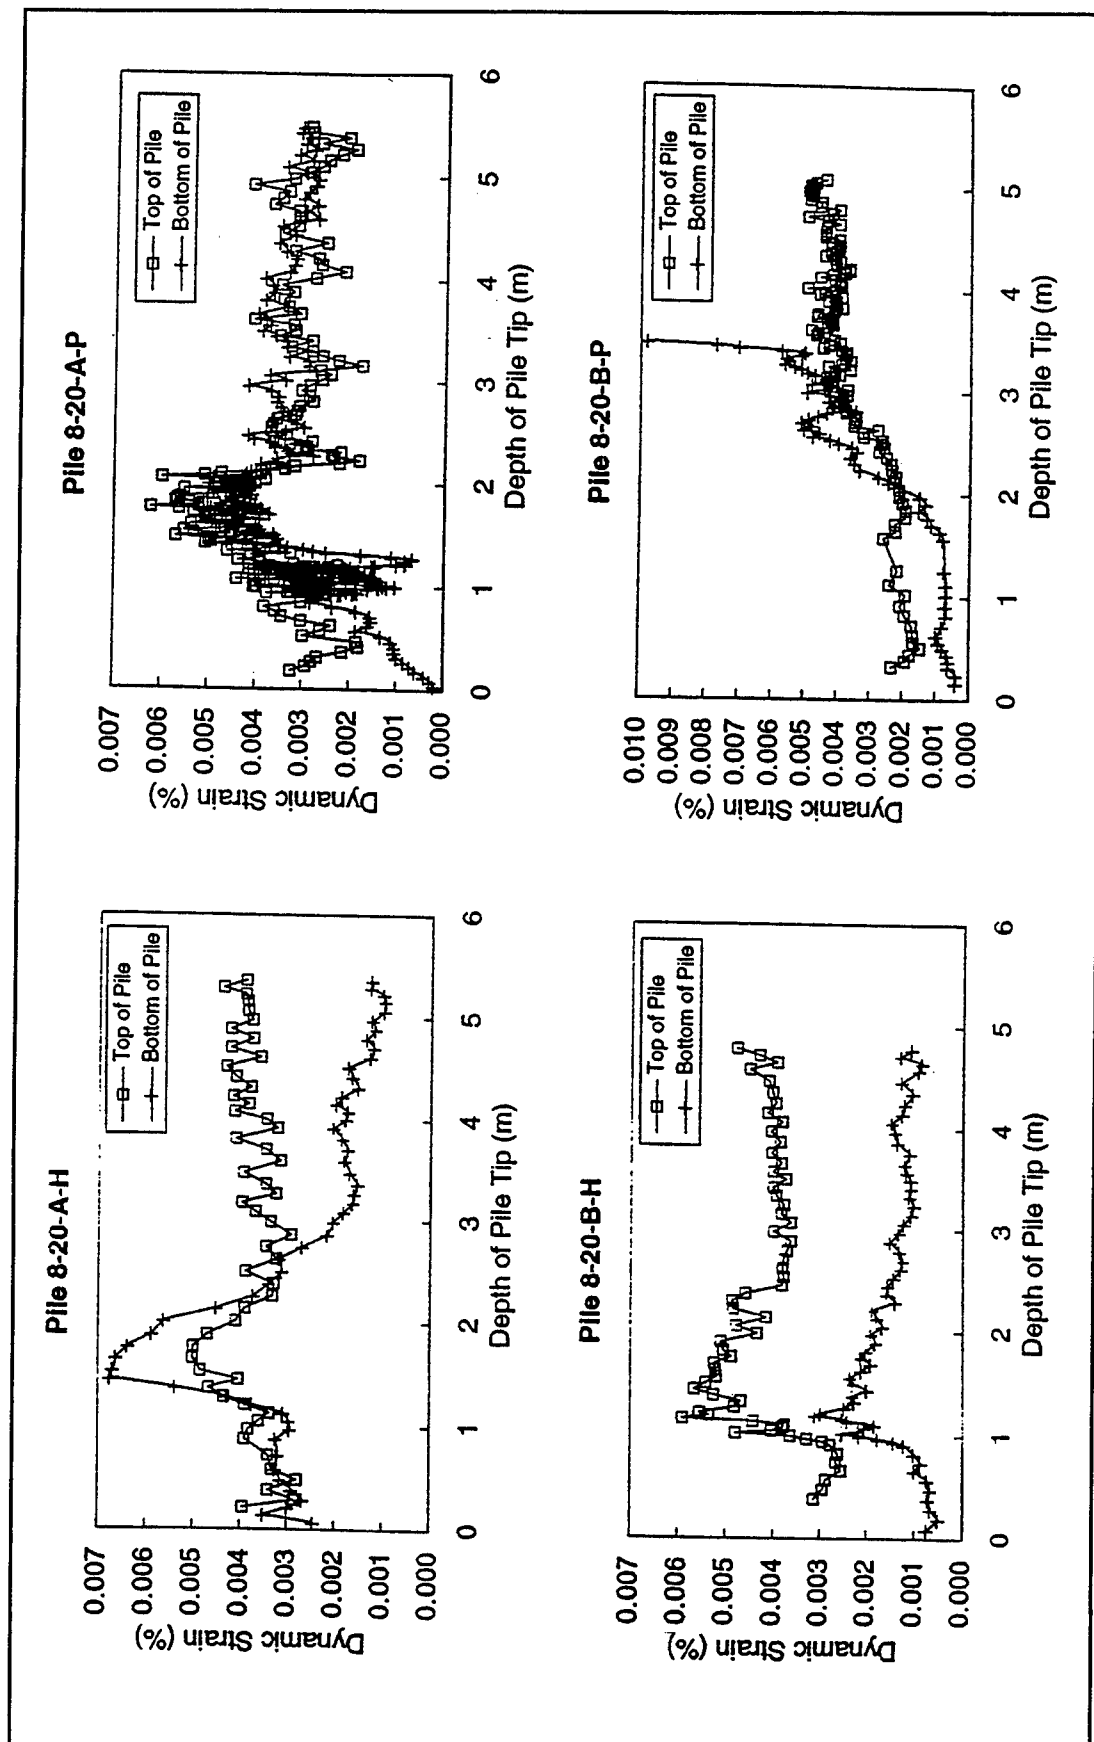 Pile 8-20-A-H
Dynamic Strain (%)
0.007
0.006
0.005
0.004
0.003
0.002
0.001
0.000
Top of Pile
Bottom of Pile
0 1 2 3 4 5 6
Depth of Pile Tip (m)
Pile 8-20-A-P
Dynamic Strain (%)
0.007
0.006
0.005
0.004
0.003
0.002
0.001
0.000
Top of Pile
Bottom of Pile
0 1 2 3 4 5 6
Depth of Pile Tip (m)
Pile 8-20-B-H
Dynamic Strain (%)
0.007
0.006
0.005
0.004
0.003
0.002
0.001
0.000
Top of Pile
Bottom of Pile
0 1 2 3 4 5 6
Depth of Pile Tip (m)
Pile 8-20-B-P
Dynamic Strain (%)
0.010
0.009
0.008
0.007
0.006
0.005
0.004
0.003
0.002
0.001
0.000
Top of Pile
Bottom of Pile
0 1 2 3 4 5 6
Depth of Pile Tip (m)